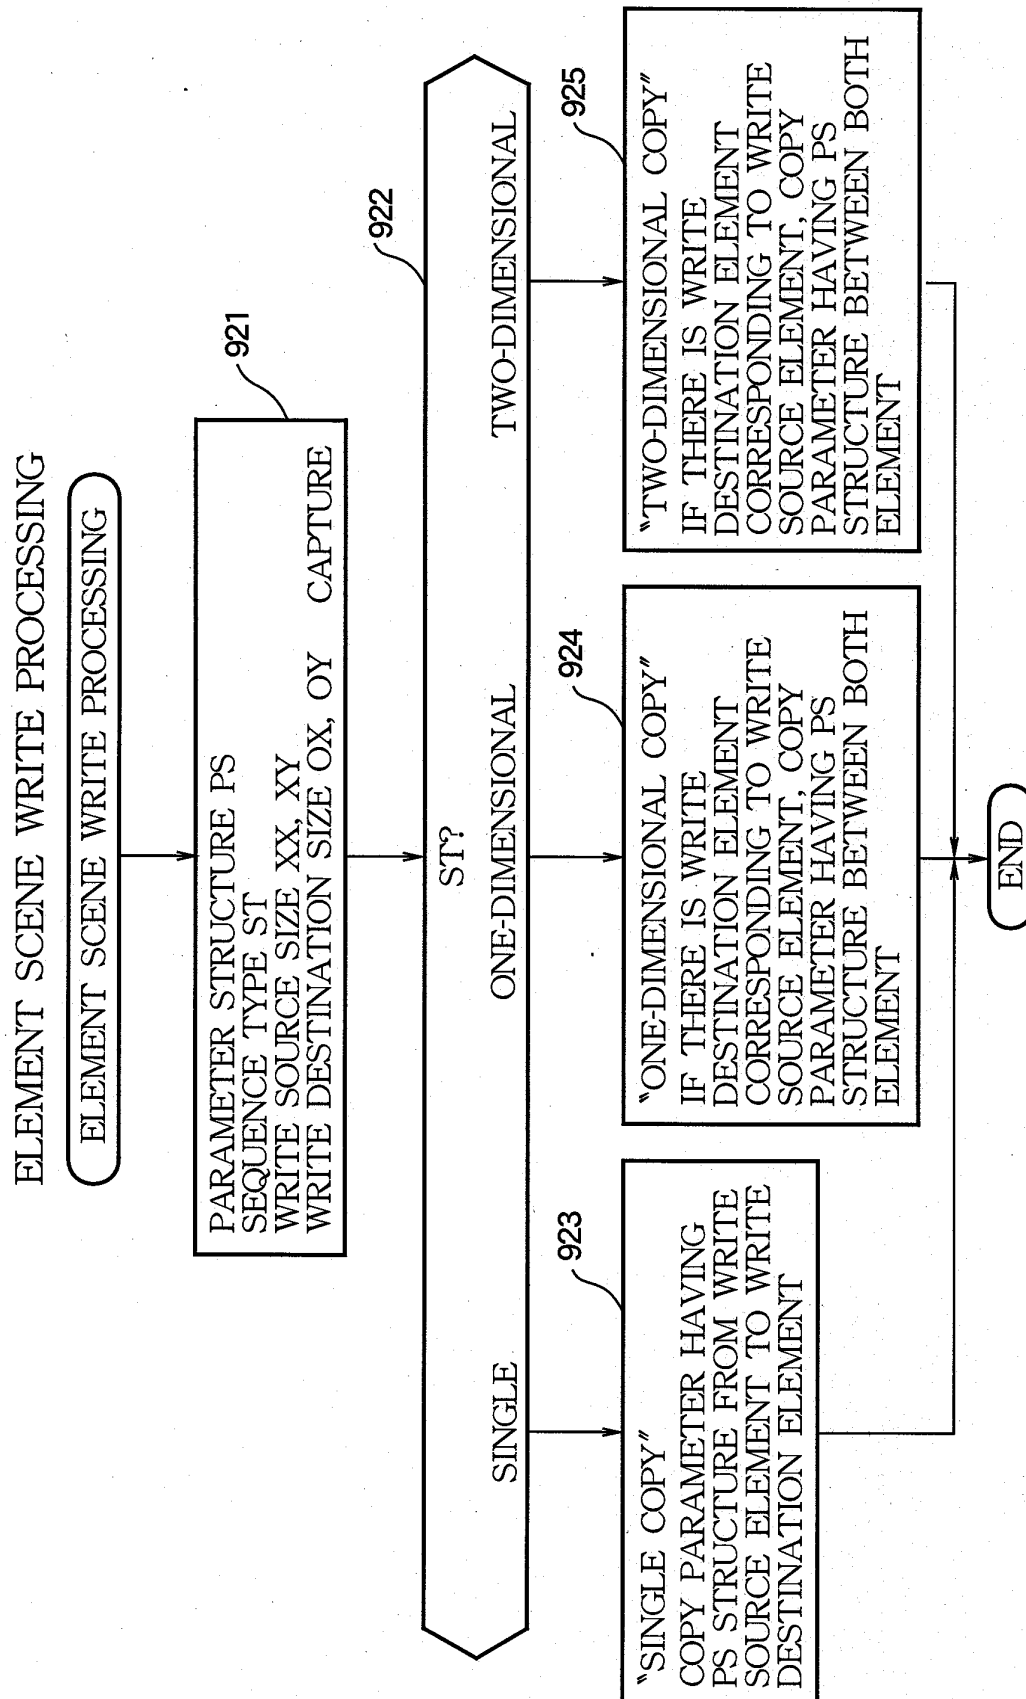 ELEMENT SCENE WRITE PROCESSING
ELEMENT SCENE WRITE PROCESSING
921
PARAMETER STRUCTURE PS
SEQUENCE TYPE ST
WRITE SOURCE SIZE XX, XY
WRITE DESTINATION SIZE OX, OY CAPTURE
922
ST?
SINGLE
ONE-DIMENSIONAL
TWO-DIMENSIONAL
923
"SINGLE COPY"
COPY PARAMETER HAVING
PS STRUCTURE FROM WRITE
SOURCE ELEMENT TO WRITE
DESTINATION ELEMENT
924
"ONE-DIMENSIONAL COPY"
IF THERE IS WRITE
DESTINATION ELEMENT
CORRESPONDING TO WRITE
SOURCE ELEMENT, COPY
PARAMETER HAVING PS
STRUCTURE BETWEEN BOTH
ELEMENT
925
"TWO-DIMENSIONAL COPY"
IF THERE IS WRITE
DESTINATION ELEMENT
CORRESPONDING TO WRITE
SOURCE ELEMENT, COPY
PARAMETER HAVING PS
STRUCTURE BETWEEN BOTH
ELEMENT
END